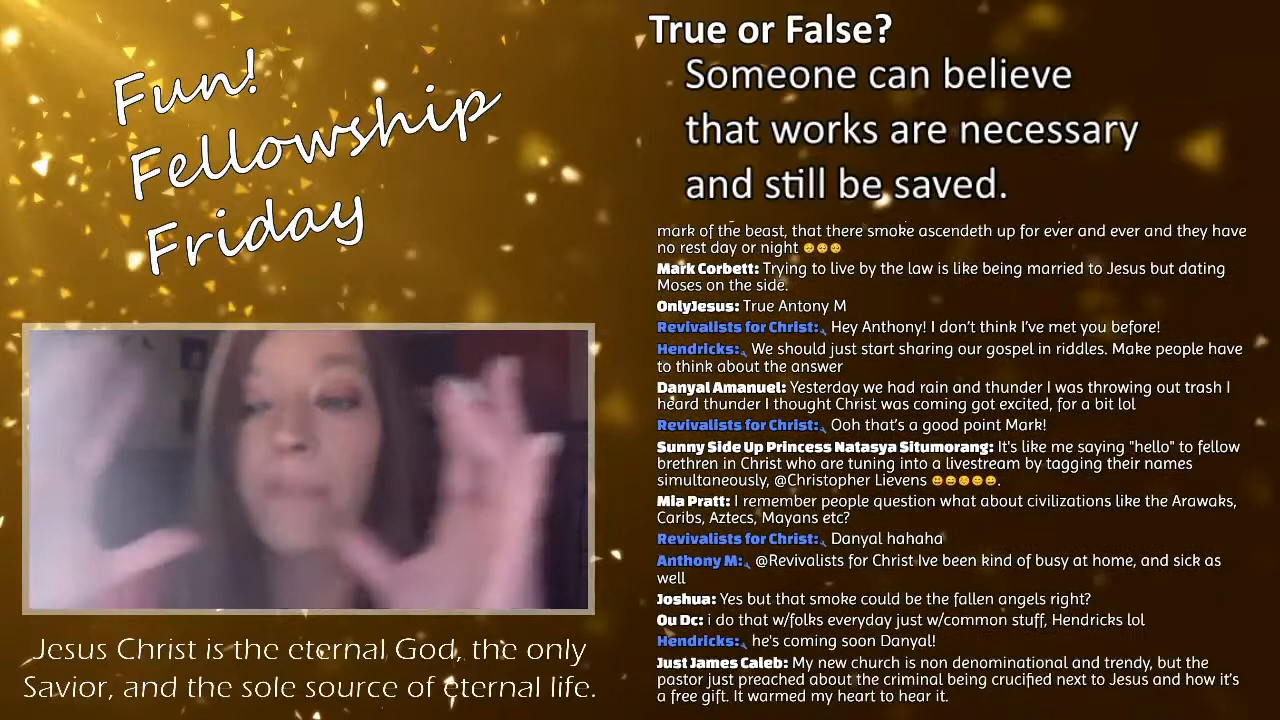 Fun!
Fellowship
Friday
Jesus Christ is the eternal God, the only
Savior, and the sole source of eternal life.
True or False?
Someone can believe
that works are necessary
and still be saved.
mark of the beast, that there smoke ascendeth up for ever and ever and they have
no rest day or night
Mark Corbett: Trying to live by the law is like being married to Jesus but dating
Moses on the side.
OnlyJesus: True Antony M
Revivalists for Christ: Hey Anthony! I don't think I've met you before!
Hendricks: We should just start sharing our gospel in riddles. Make people have
to think about the answer
Danyal Amanuel: Yesterday we had rain and thunder I was throwing out trash I
heard thunder I thought Christ was coming got excited, for a bit lol
Revivalists for Christ: Ooh that's a good point Mark!
Sunny Side Up Princess Natasya Situmorang: It's like me saying "hello" to fellow
brethren in Christ who are tuning into a livestream by tagging their names
simultaneously, @Christopher Lievens 😀😀😀😀😀.
Mia Pratt: I remember people question what about civilizations like the Arawaks,
Caribs, Aztecs, Mayans etc?
Revivalists for Christ: Danyal hahaha
Anthony M: @Revivalists for Christ Ive been kind of busy at home, and sick as
well
Joshua: Yes but that smoke could be the fallen angels right?
Ou Dc: i do that w/folks everyday just w/common stuff, Hendricks lol
Hendricks: he's coming soon Danyal!
Just James Caleb: My new church is non denominational and trendy, but the
pastor just preached about the criminal being crucified next to Jesus and how it's
a free gift. It warmed my heart to hear it.